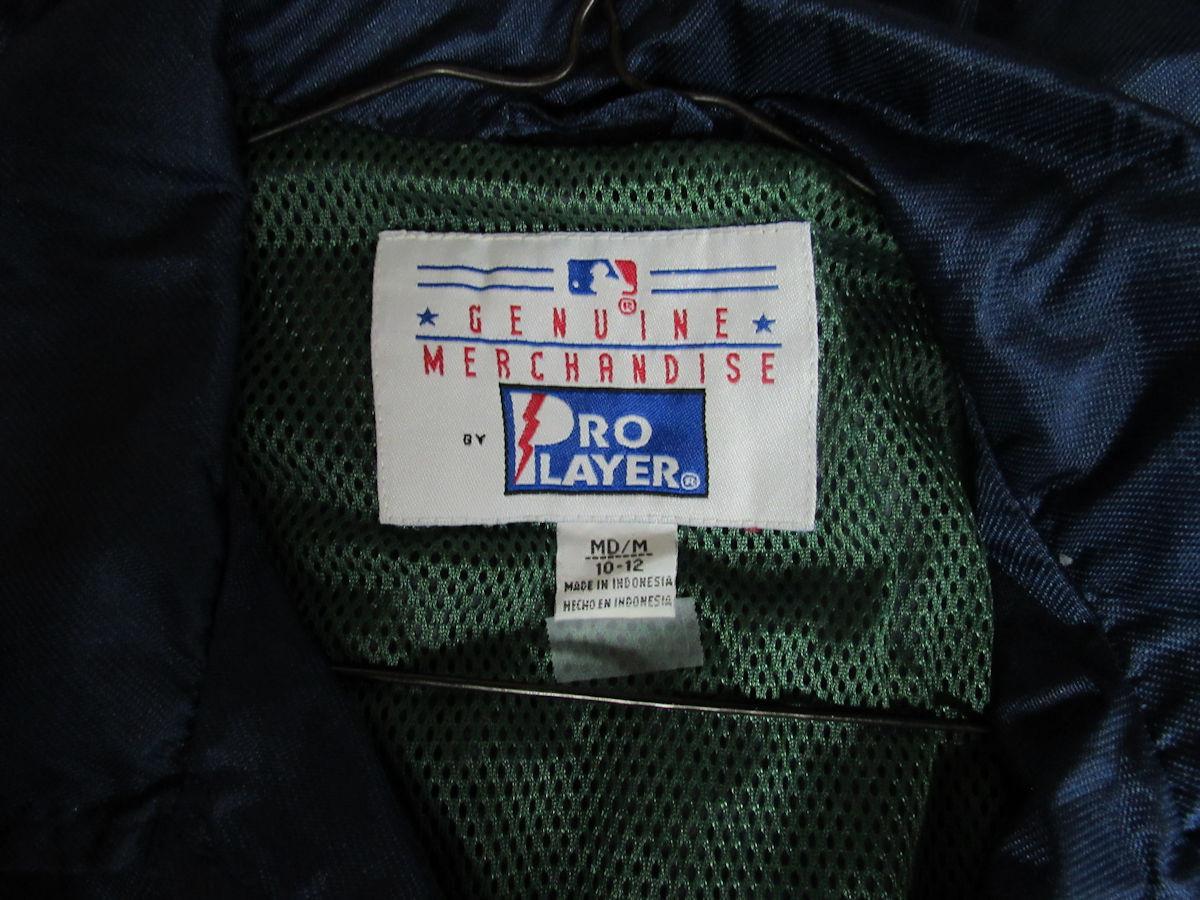 GENUINE
MERCHANDISE
BY
PRO
PLAYER®
MD/M
10-12
MADE IN INDONESIA
HECHO EN INDONESIA